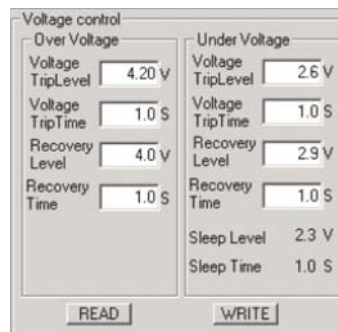 Voltage control
Over Voltage
Voltage
TripLevel 4.20 V
Voltage
TripTime 1.0 S
Recovery
Level 4.0 V
Recovery
Time 1.0 S
Under Voltage
Voltage
TripLevel 2.6 V
Voltage
TripTime 1.0 S
Recovery
Level 2.9 V
Recovery
Time 1.0 S
Sleep Level 2.3 V
Sleep Time 1.0 S
READ
WRITE